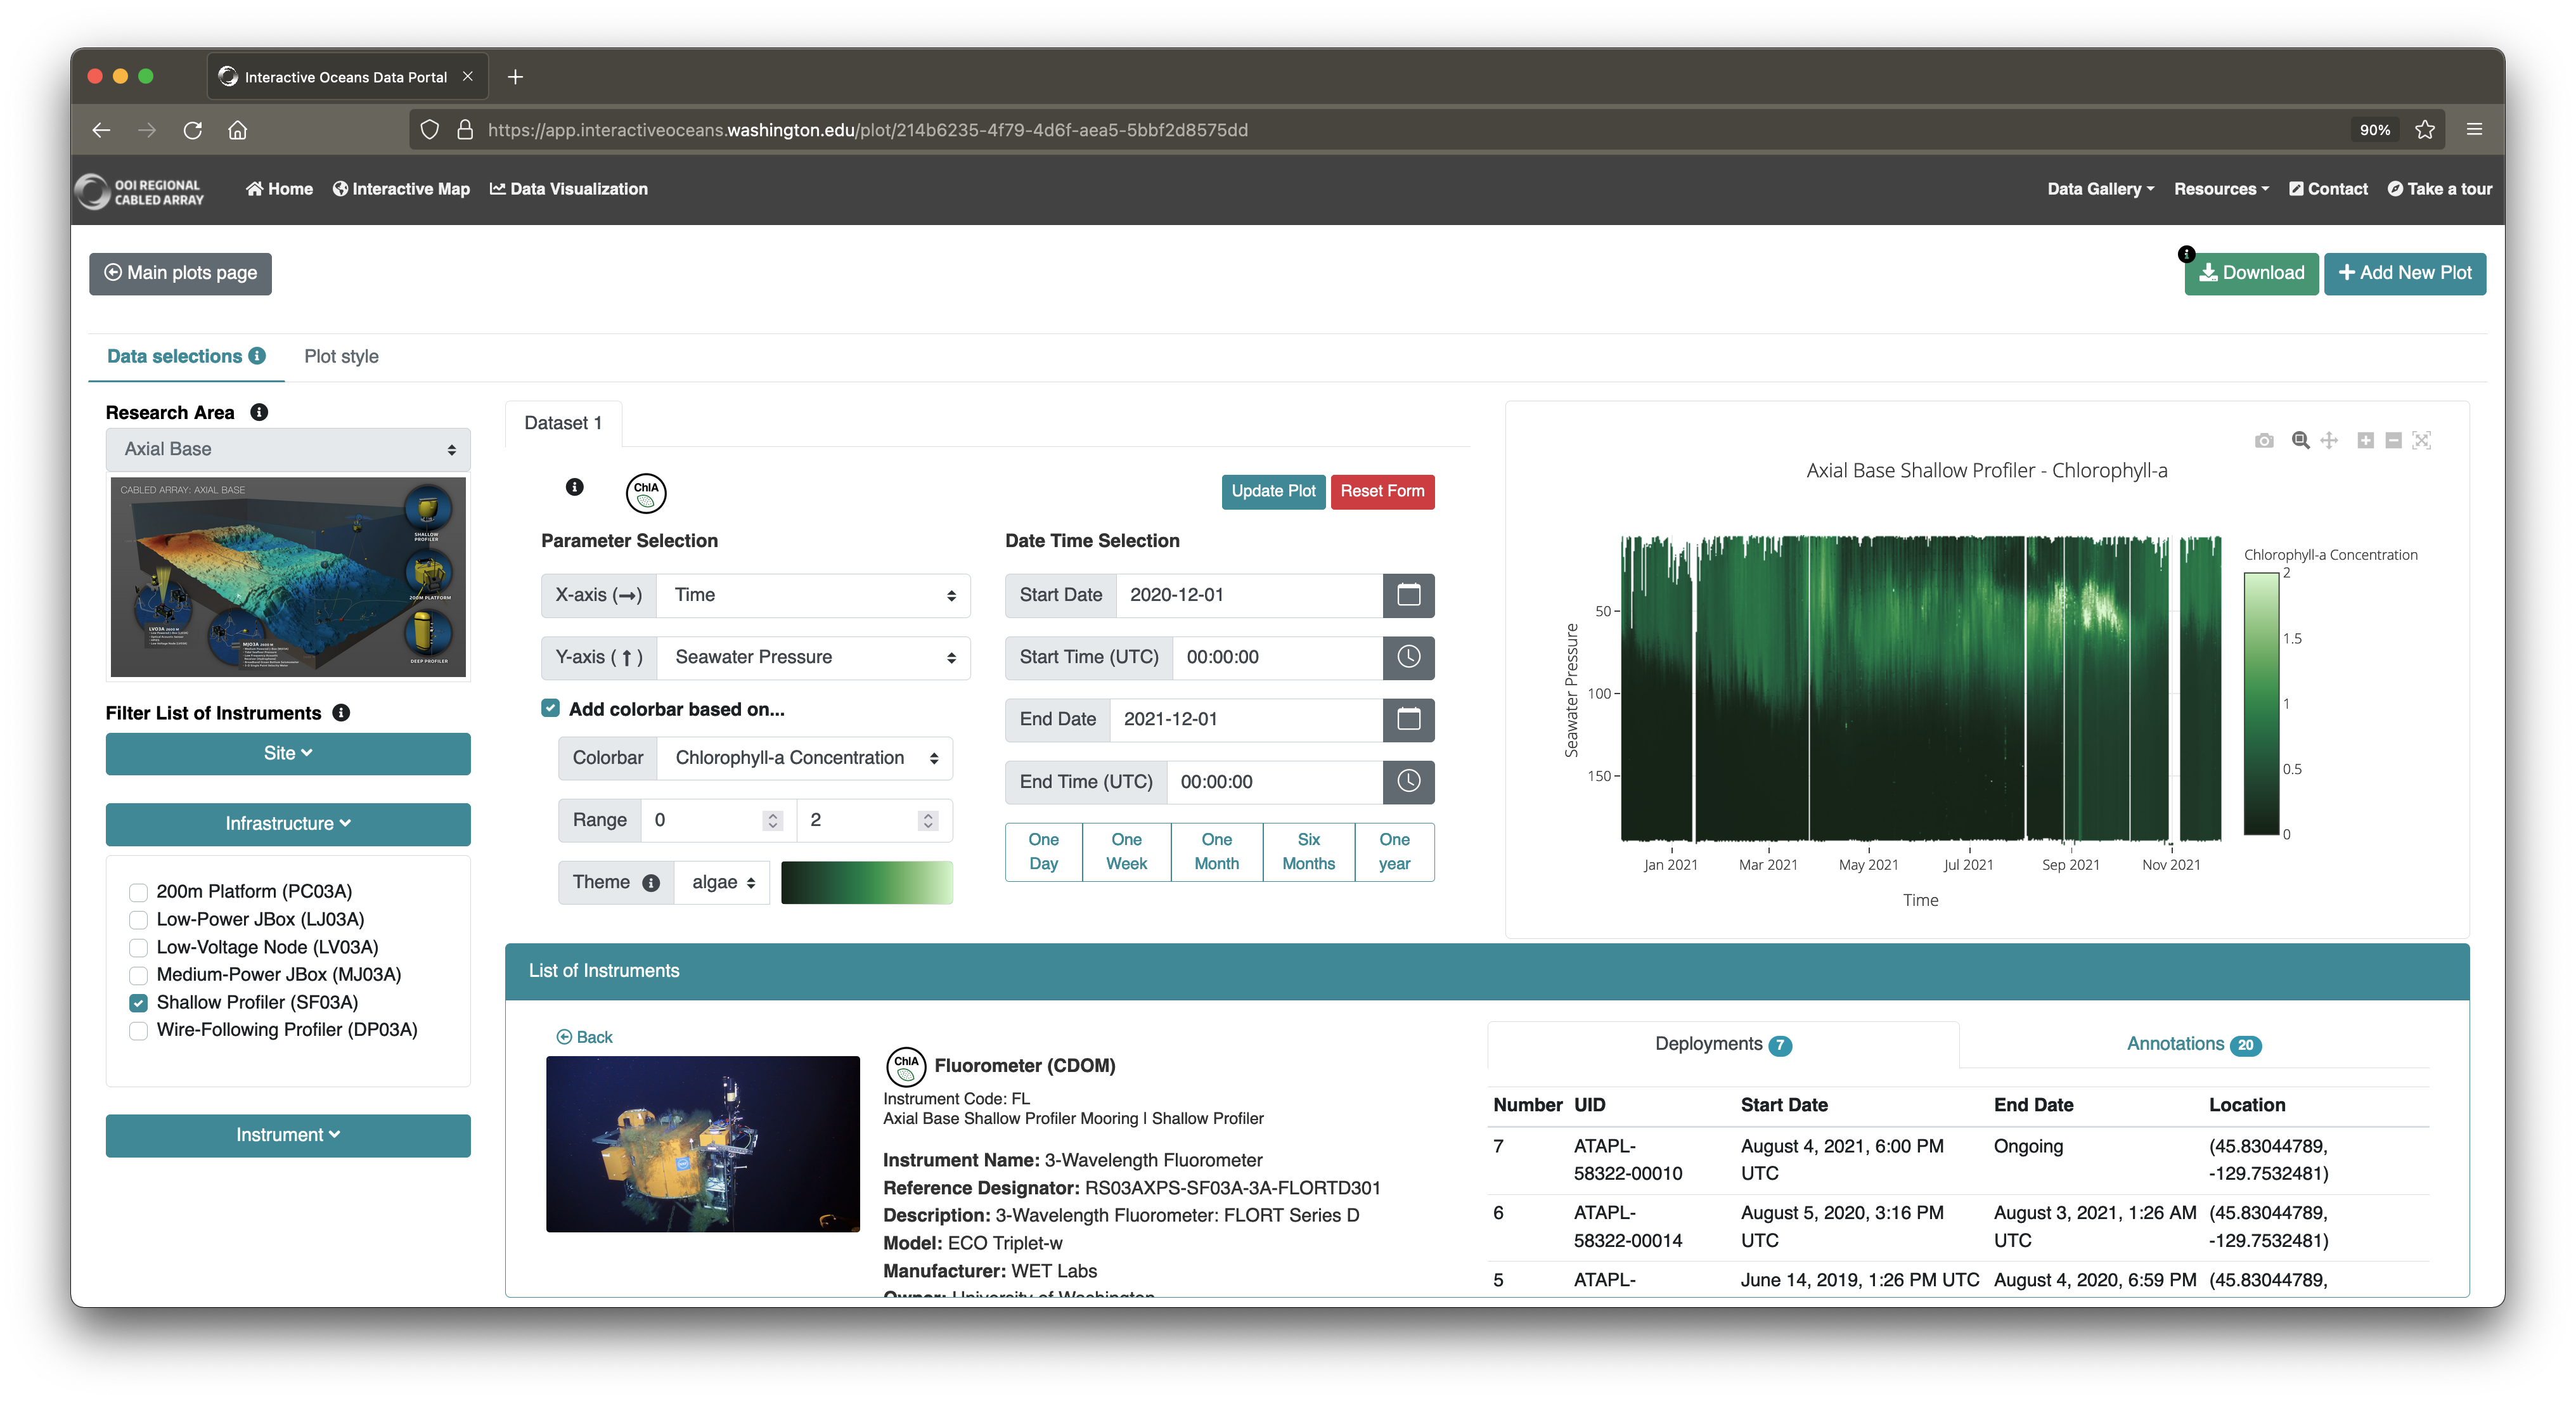 Interactive Oceans Data Portal
https://app.interactiveoceans.washington.edu/plot/214b6235-4f79-4d6f-aea5-5bbf2d8575dd
90%
OOI REGIONAL
CABLED ARRAY
Home
Interactive Map
Data Visualization
Data Gallery
Resources
Contact
Take a tour
Main plots page
Download
Add New Plot
Data selections
Plot style
Research Area
Axial Base
CABLED ARRAY: AXIAL BASE
SHALLOW
PROFILER
200M PLATFORM
DEEP PROFILER
Filter List of Instruments
Site
Infrastructure
200m Platform (PC03A)
Low-Power JBox (LJ03A)
Low-Voltage Node (LV03A)
Medium-Power JBox (MJ03A)
Shallow Profiler (SF03A)
Wire-Following Profiler (DP03A)
Instrument
Dataset 1
ChlA
Update Plot
Reset Form
Parameter Selection
X-axis (→)
Time
Y-axis (↑)
Seawater Pressure
Add colorbar based on...
Colorbar
Chlorophyll-a Concentration
Range
0
2
Theme
algae
Date Time Selection
Start Date
2020-12-01
Start Time (UTC)
00:00:00
End Date
2021-12-01
End Time (UTC)
00:00:00
One
Day
One
Week
One
Month
Six
Months
One
year
Axial Base Shallow Profiler - Chlorophyll-a
Chlorophyll-a Concentration
2
1.5
1
0.5
0
Seawater Pressure
50
100
150
Jan 2021
Mar 2021
May 2021
Jul 2021
Sep 2021
Nov 2021
Time
List of Instruments
Back
ChlA
Fluorometer (CDOM)
Instrument Code: FL
Axial Base Shallow Profiler Mooring | Shallow Profiler
Instrument Name: 3-Wavelength Fluorometer
Reference Designator: RS03AXPS-SF03A-3A-FLORTD301
Description: 3-Wavelength Fluorometer: FLORT Series D
Model: ECO Triplet-w
Manufacturer: WET Labs
Owner: University of Washington
Deployments 7
Annotations 20
Number UID Start Date End Date Location
7 ATAPL- August 4, 2021, 6:00 PM Ongoing (45.83044789,
58322-00010 UTC -129.7532481)
6 ATAPL- August 5, 2020, 3:16 PM August 3, 2021, 1:26 AM (45.83044789,
58322-00014 UTC UTC -129.7532481)
5 ATAPL- June 14, 2019, 1:26 PM UTC August 4, 2020, 6:59 PM (45.83044789,